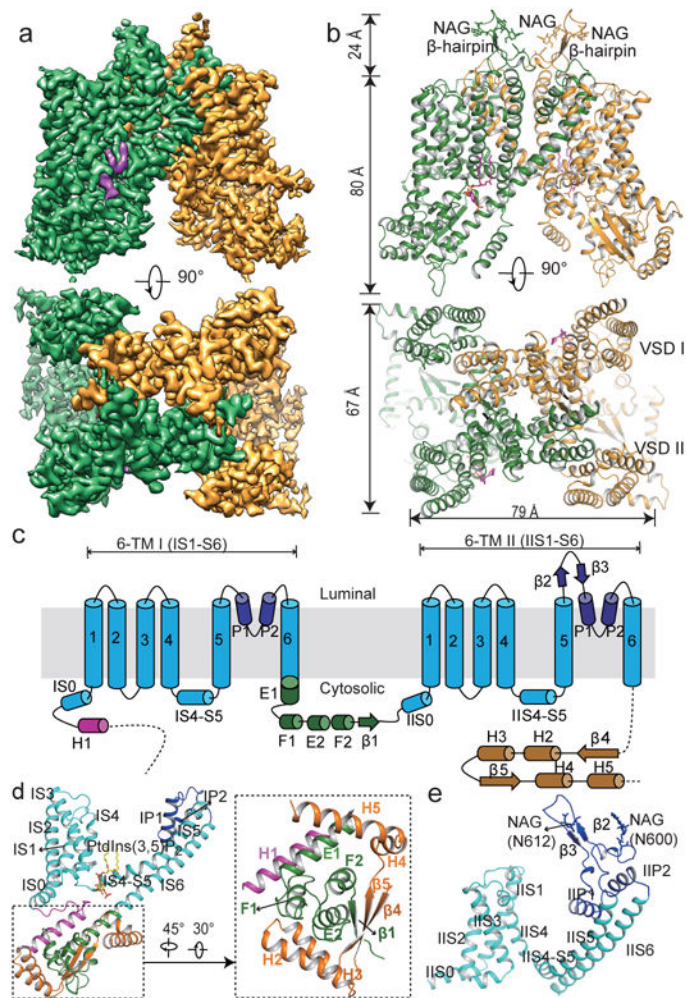 a
24 Å
80 Å
67 Å
90°
b
NAG
NAG
β-hairpin
β-hairpin
90°
VSD I
VSD II
79 Å
c
6-TM I (IS1-S6)
6-TM II (IIS1-S6)
Luminal
β2
β3
1
2
3
4
5
P1
P2
6
1
2
3
4
5
P1
P2
6
IS0
IS4-S5
E1
Cytosolic
IIS0
IIS4-S5
H1
F1
E2
F2
β1
H3
H2
β4
β5
H4
H5
d
IS3
IS4
IP1
IP2
IS2
IS5
IS1
PtdIns(3,5)P2
IS0
IS4-S5
IS6
45°
30°
H5
H1
E1
F2
H4
F1
β5
β4
E2
β1
H2
H3
e
NAG
(N612)
β2
NAG
(N600)
β3
IIS1
IIP1
IIP2
IIS3
IIS2
IIS4
IIS5
IIS4-S5
IIS6
IIS0